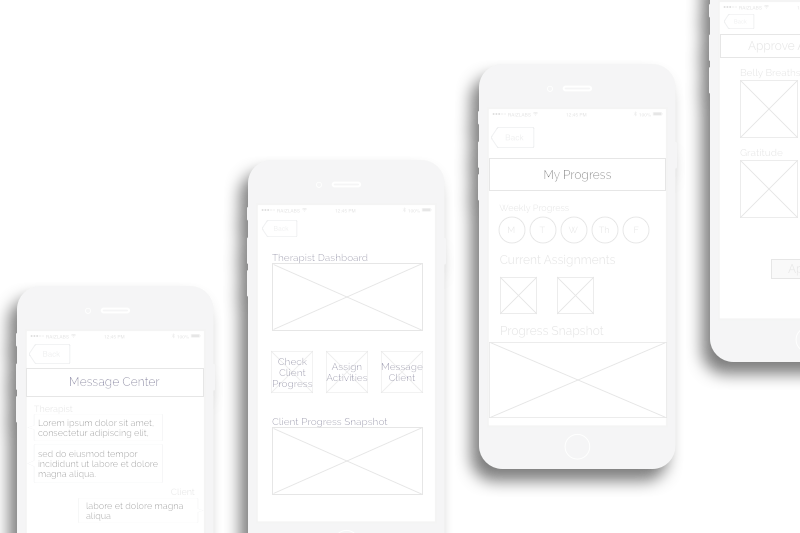 Back
Message Center
Therapist
Lorem ipsum dolor sit amet,
consectetur adipiscing elit,
sed do eiusmod tempor
incididunt ut labore et dolore
magna aliqua.
Client
labore et dolore magna
aliqua
Back
Therapist Dashboard
Check
Client
Progress
Assign
Activities
Message
Client
Client Progress Snapshot
Back
My Progress
Weekly Progress
M T W Th F
Current Assignments
Progress Snapshot
Back
Approve
Belly Breathe
Gratitude